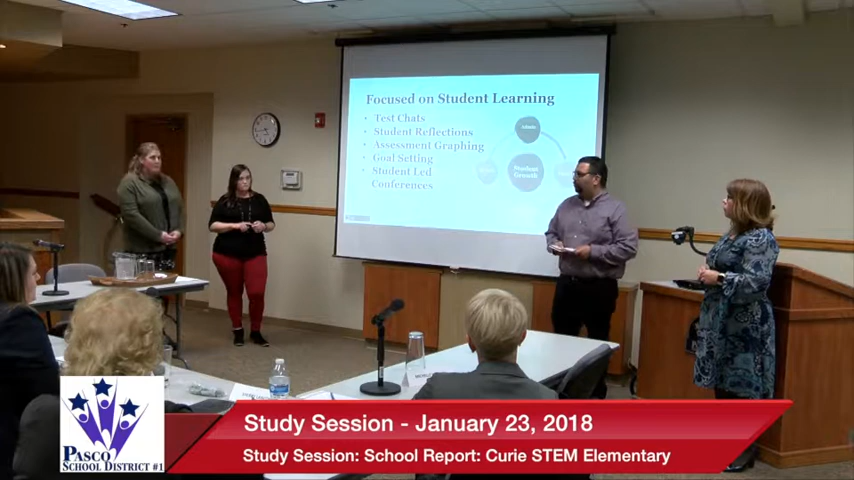 Focused on Student Learning
• Test Chats
• Student Reflections
• Assessment Graphing
• Goal Setting
• Student Led
Conferences
Admin
Student
Growth
Study Session - January 23, 2018
Study Session: School Report: Curie STEM Elementary
PASCO
SCHOOL DISTRICT #1